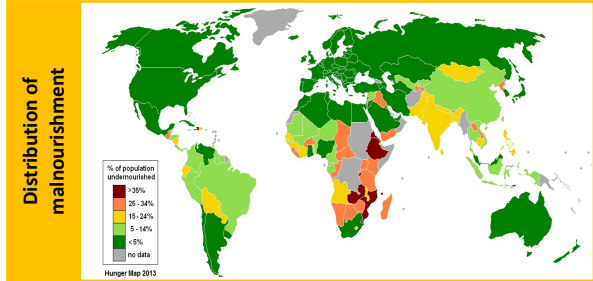 Distribution of
malnourishment
% of population
undernourished
>35%
25 - 34%
15 - 24%
5 - 14%
<5%
no data
Hunger Map 2013